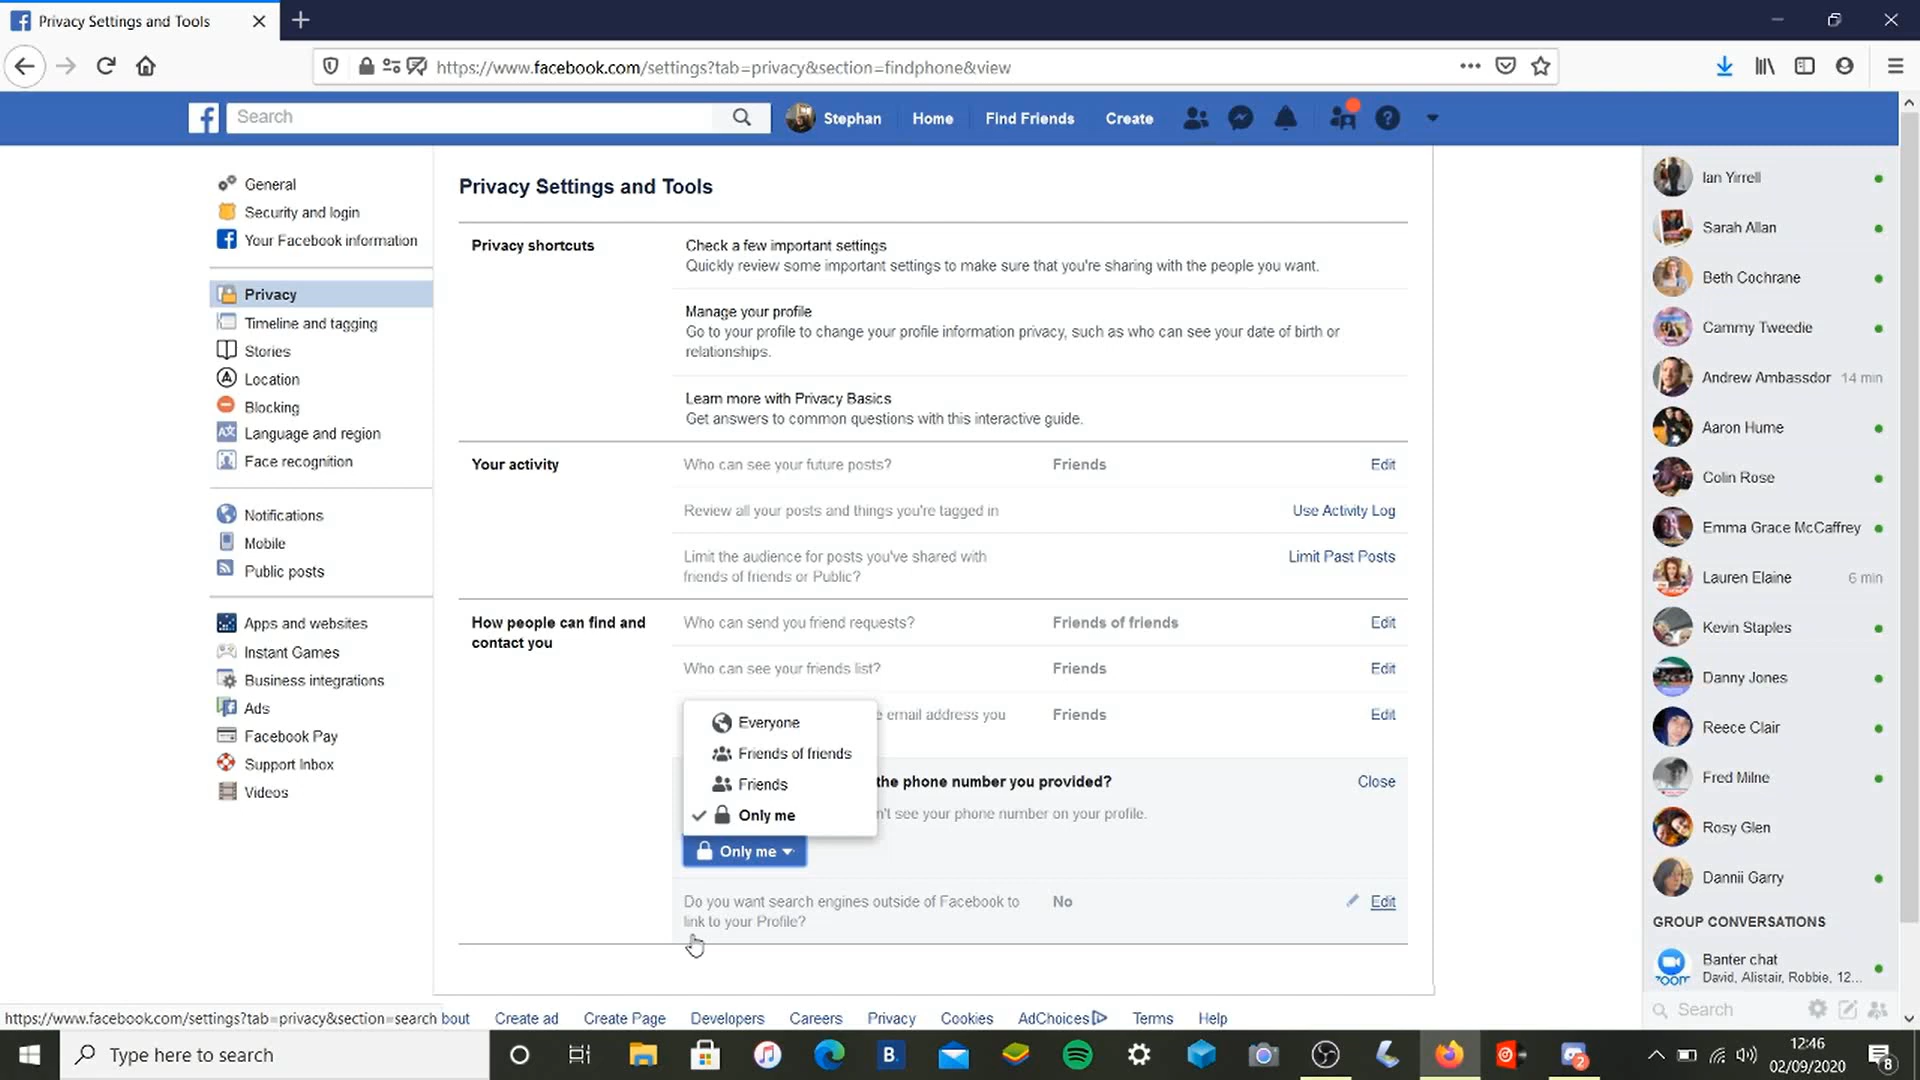 Privacy Settings and Tools
https://www.facebook.com/settings?tab=privacy&section=findphone&view
Search
Stephan
Home
Find Friends
Create
General
Security and login
Your Facebook information
Privacy
Timeline and tagging
Stories
Location
Blocking
Language and region
Face recognition
Notifications
Mobile
Public posts
Apps and websites
Instant Games
Business integrations
Ads
Facebook Pay
Support Inbox
Videos
Privacy Settings and Tools
Privacy shortcuts
Check a few important settings
Quickly review some important settings to make sure that you're sharing with the people you want.
Manage your profile
Go to your profile to change your profile information privacy, such as who can see your date of birth or
relationships.
Learn more with Privacy Basics
Get answers to common questions with this interactive guide.
Your activity
Who can see your future posts?
Friends
Edit
Review all your posts and things you're tagged in
Use Activity Log
Limit the audience for posts you've shared with
friends of friends or Public?
Limit Past Posts
How people can find and
contact you
Who can send you friend requests?
Friends of friends
Edit
Who can see your friends list?
Friends
Edit
email address you
Friends
Edit
Everyone
Friends of friends
Friends
Only me
the phone number you provided?
Close
n't see your phone number on your profile.
Only me
Do you want search engines outside of Facebook to
link to your Profile?
No
Edit
Ian Yirrell
Sarah Allan
Beth Cochrane
Cammy Tweedie
Andrew Ambassdor 14 min
Aaron Hume
Colin Rose
Emma Grace McCaffrey
Lauren Elaine 6 min
Kevin Staples
Danny Jones
Reece Clair
Fred Milne
Rosy Glen
Dannii Garry
GROUP CONVERSATIONS
Banter chat
David, Alistair, Robbie, 12...
zoom
Search
https://www.facebook.com/settings?tab=privacy&section=search
bout
Create ad
Create Page
Developers
Careers
Privacy
Cookies
AdChoices
Terms
Help
Type here to search
B.
2
12:46
02/09/2020
8